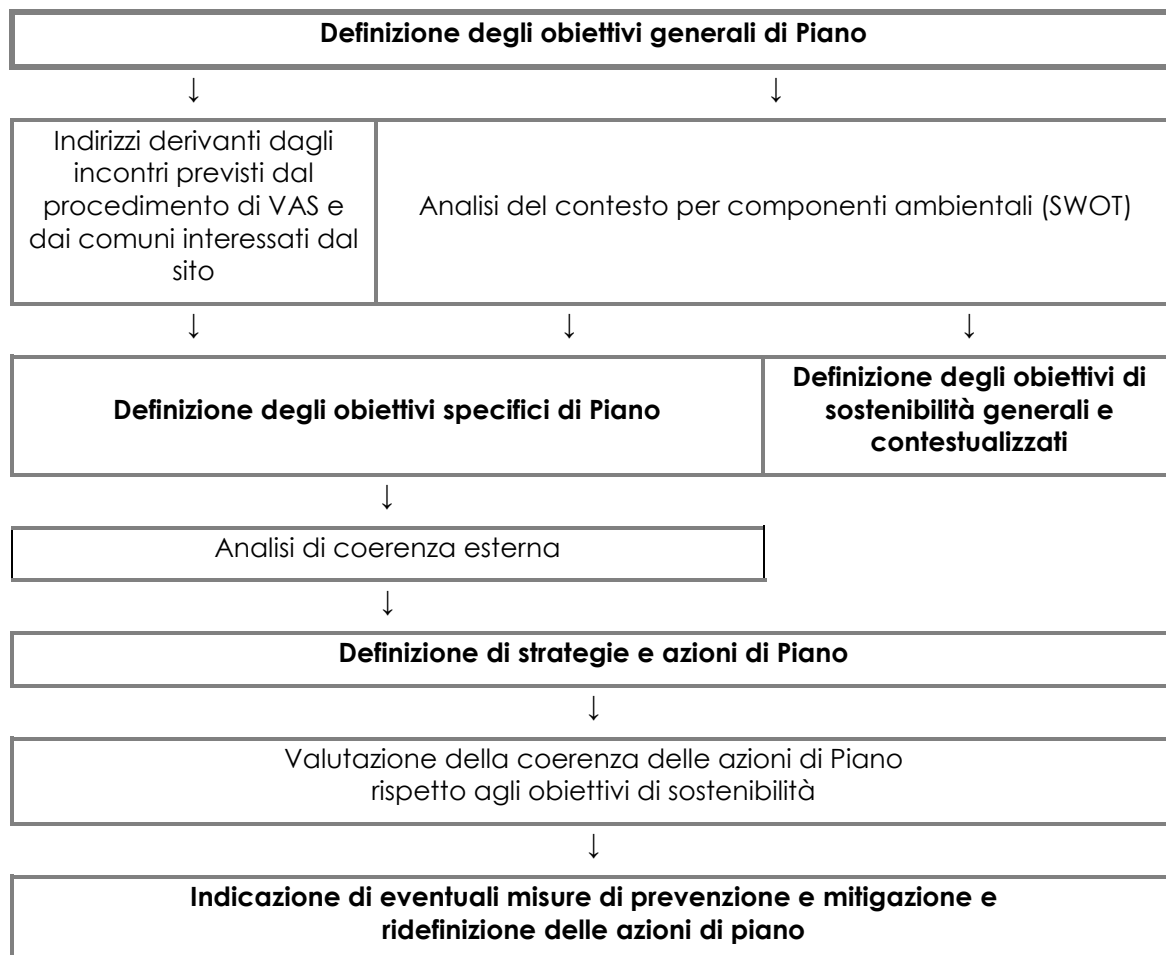 Definizione degli obiettivi generali di Piano
↓ ↓
Indirizzi derivanti dagli
incontri previsti dal
procedimento di VAS e
dai comuni interessati dal
sito
Analisi del contesto per componenti ambientali (SWOT)
↓ ↓ ↓
Definizione degli obiettivi specifici di Piano
Definizione degli obiettivi di
sostenibilità generali e
contestualizzati
↓
Analisi di coerenza esterna
↓
Definizione di strategie e azioni di Piano
↓
Valutazione della coerenza delle azioni di Piano
rispetto agli obiettivi di sostenibilità
↓
Indicazione di eventuali misure di prevenzione e mitigazione e
ridefinizione delle azioni di piano